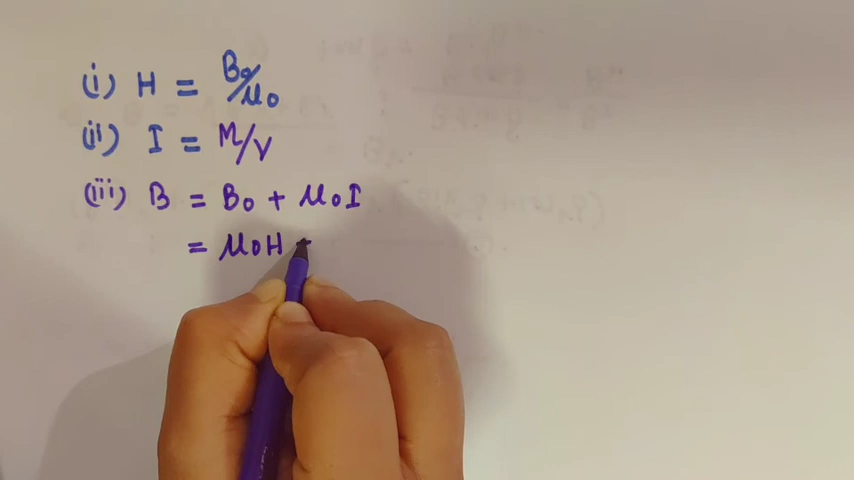 (i) H = B₀/μ₀
(ii) I = M/V
(iii) B = B₀ + μ₀I
= μ₀H +